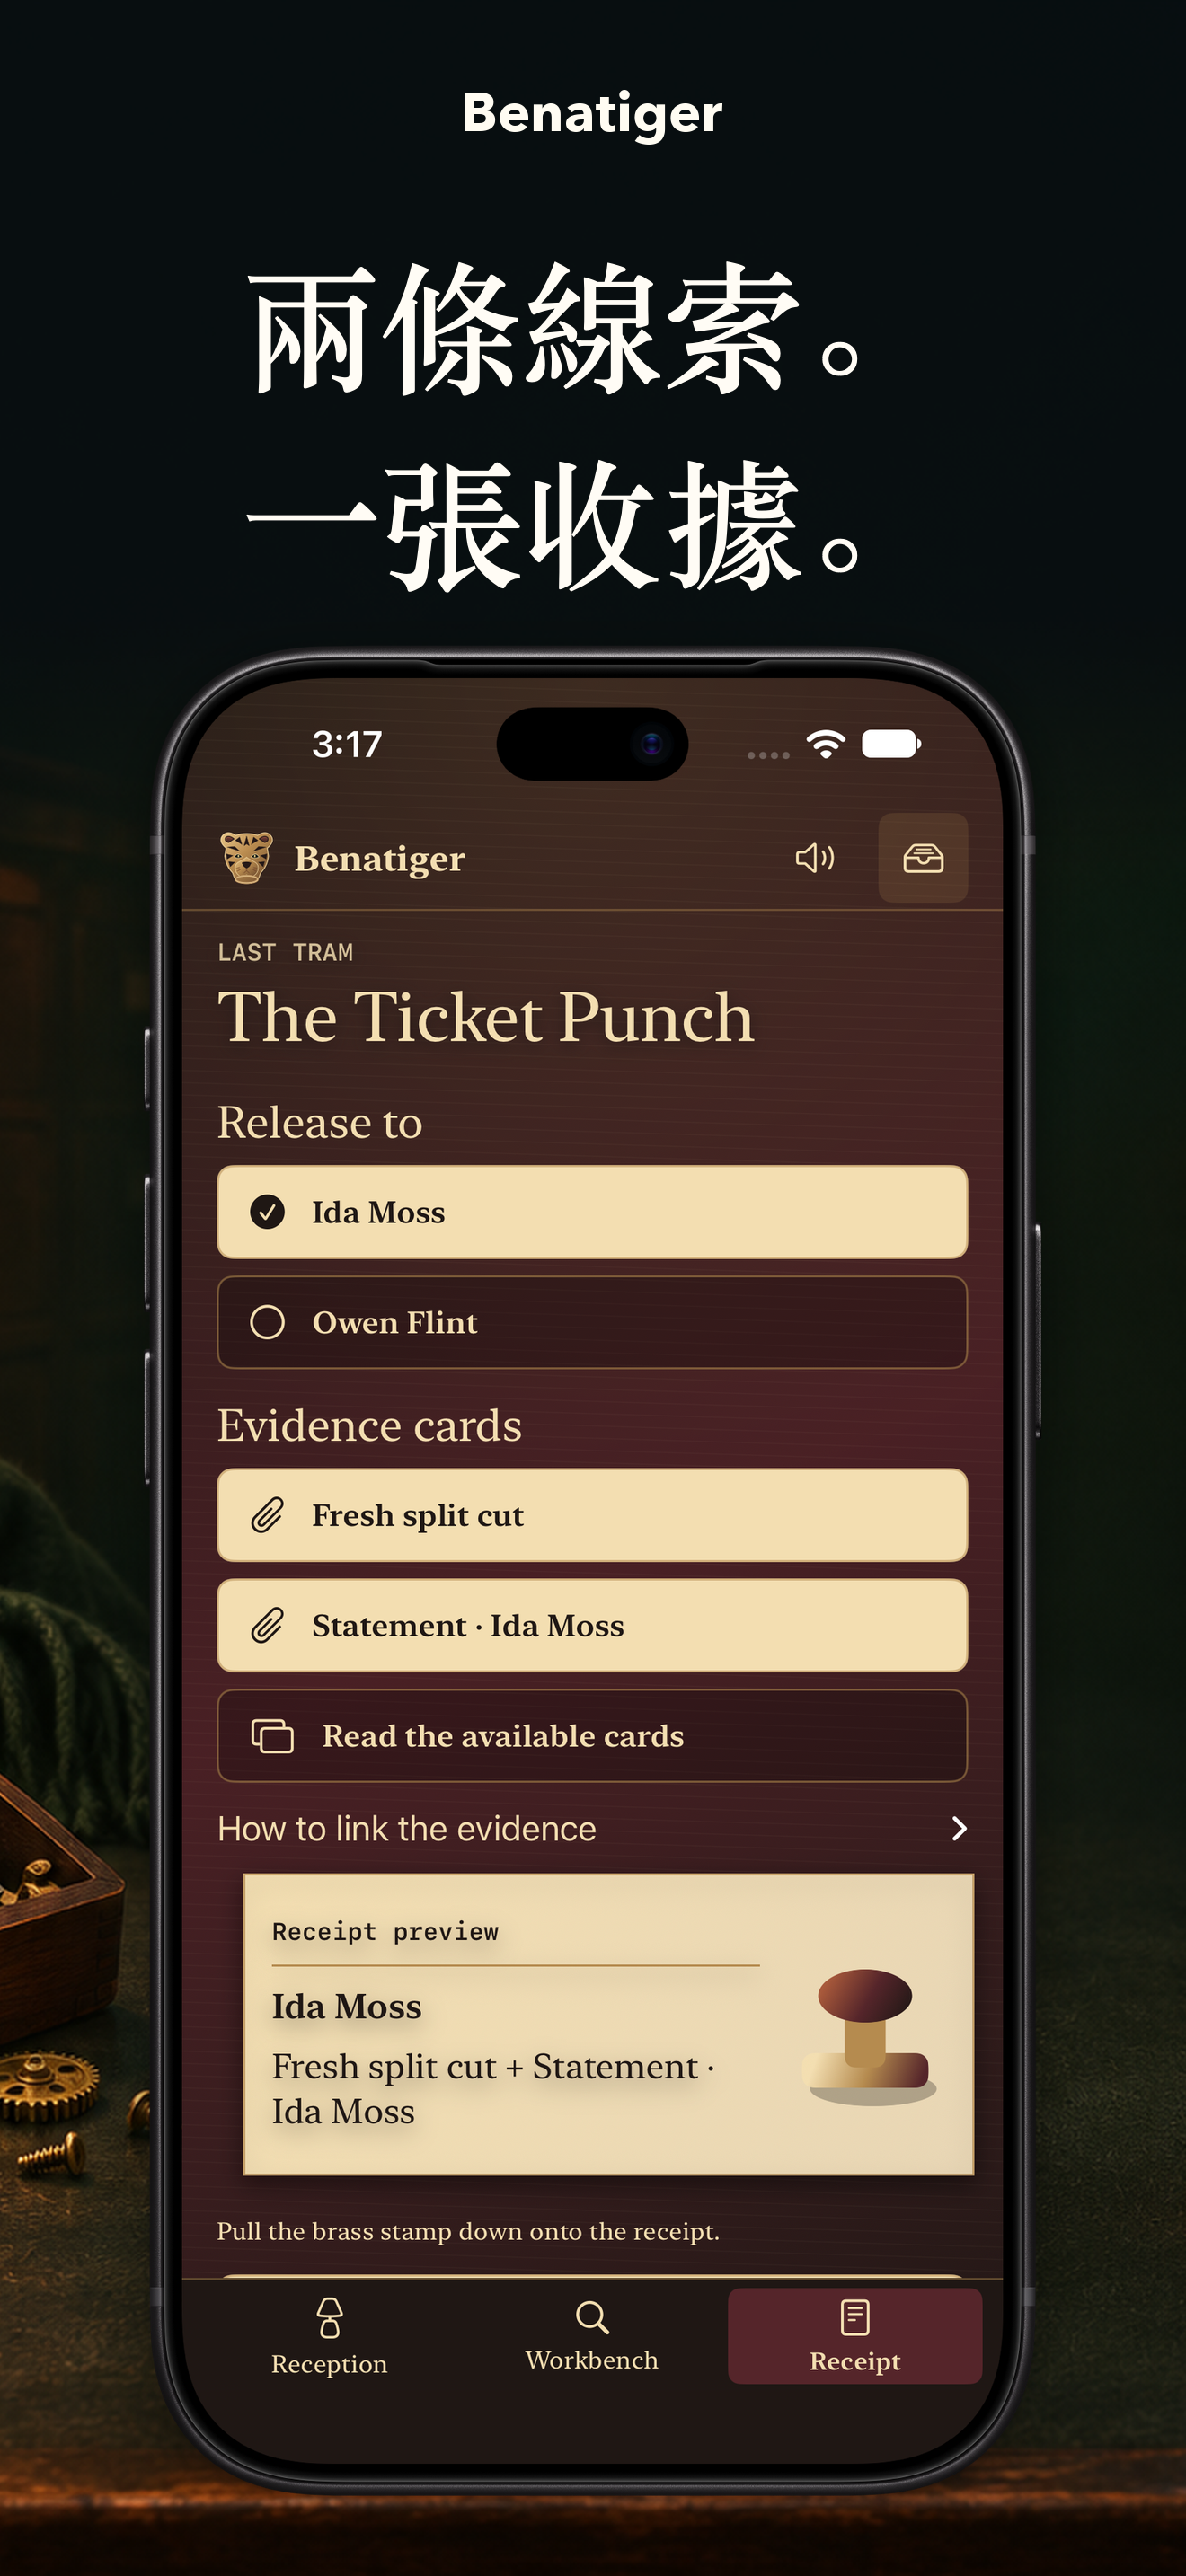 Benatiger
兩條線索。
一張收據。
3:17
Benatiger
LAST TRAM
The Ticket Punch
Release to
Ida Moss
Owen Flint
Evidence cards
Fresh split cut
Statement · Ida Moss
Read the available cards
How to link the evidence
Receipt preview
Ida Moss
Fresh split cut + Statement ·
Ida Moss
Pull the brass stamp down onto the receipt.
Reception
Workbench
Receipt